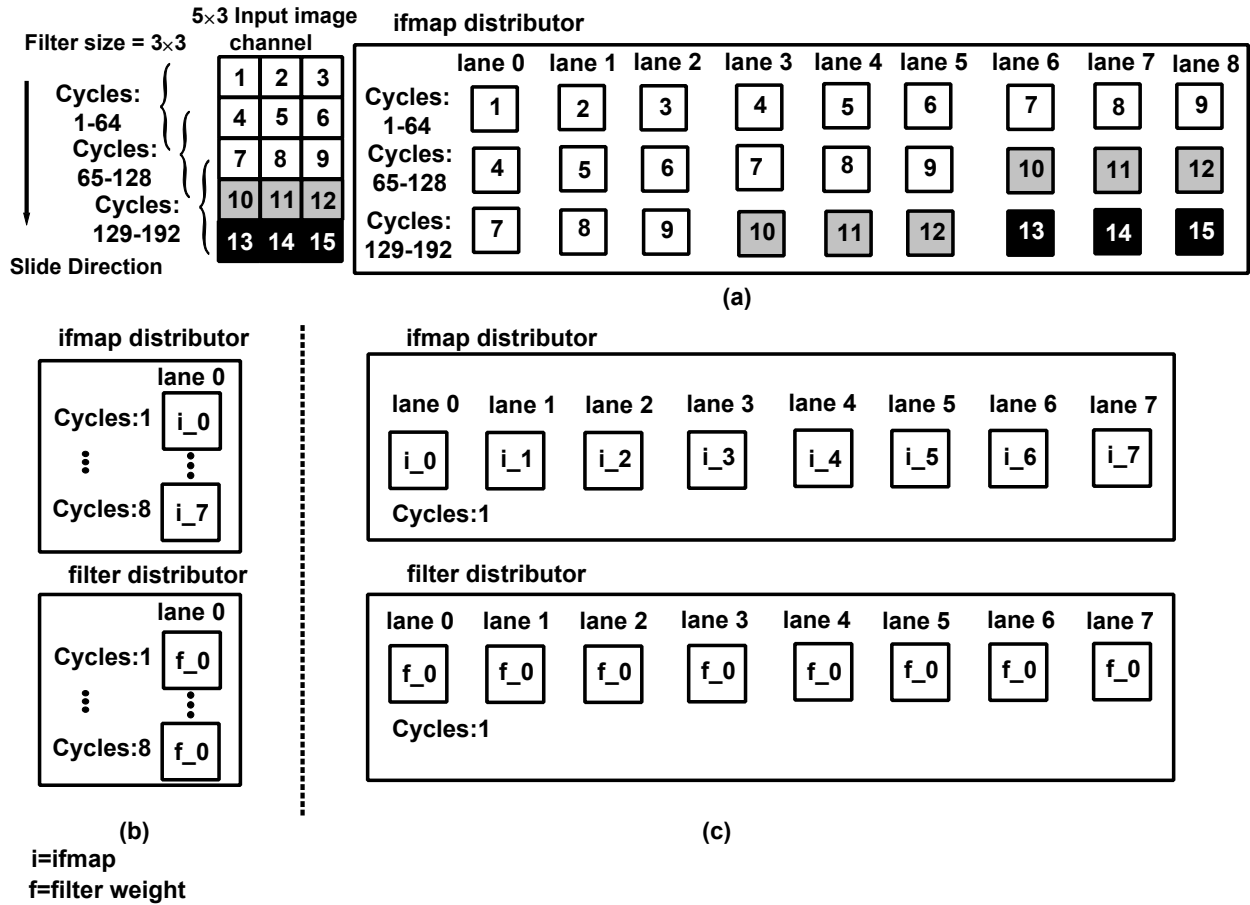 5×3 Input image
channel
Filter size = 3×3
1 2 3
4 5 6
7 8 9
10 11 12
13 14 15
Cycles:
1-64
Cycles:
65-128
Cycles:
129-192
Slide Direction
ifmap distributor
lane 0 lane 1 lane 2 lane 3 lane 4 lane 5 lane 6 lane 7 lane 8
Cycles:
1-64
1 2 3 4 5 6 7 8 9
Cycles:
65-128
4 5 6 7 8 9 10 11 12
Cycles:
129-192
7 8 9 10 11 12 13 14 15
(a)
ifmap distributor
lane 0
Cycles:1 i_0
Cycles:8 i_7
filter distributor
lane 0
Cycles:1 f_0
Cycles:8 f_0
(b)
i=ifmap
f=filter weight
ifmap distributor
lane 0 lane 1 lane 2 lane 3 lane 4 lane 5 lane 6 lane 7
i_0 i_1 i_2 i_3 i_4 i_5 i_6 i_7
Cycles:1
filter distributor
lane 0 lane 1 lane 2 lane 3 lane 4 lane 5 lane 6 lane 7
f_0 f_0 f_0 f_0 f_0 f_0 f_0 f_0
Cycles:1
(c)